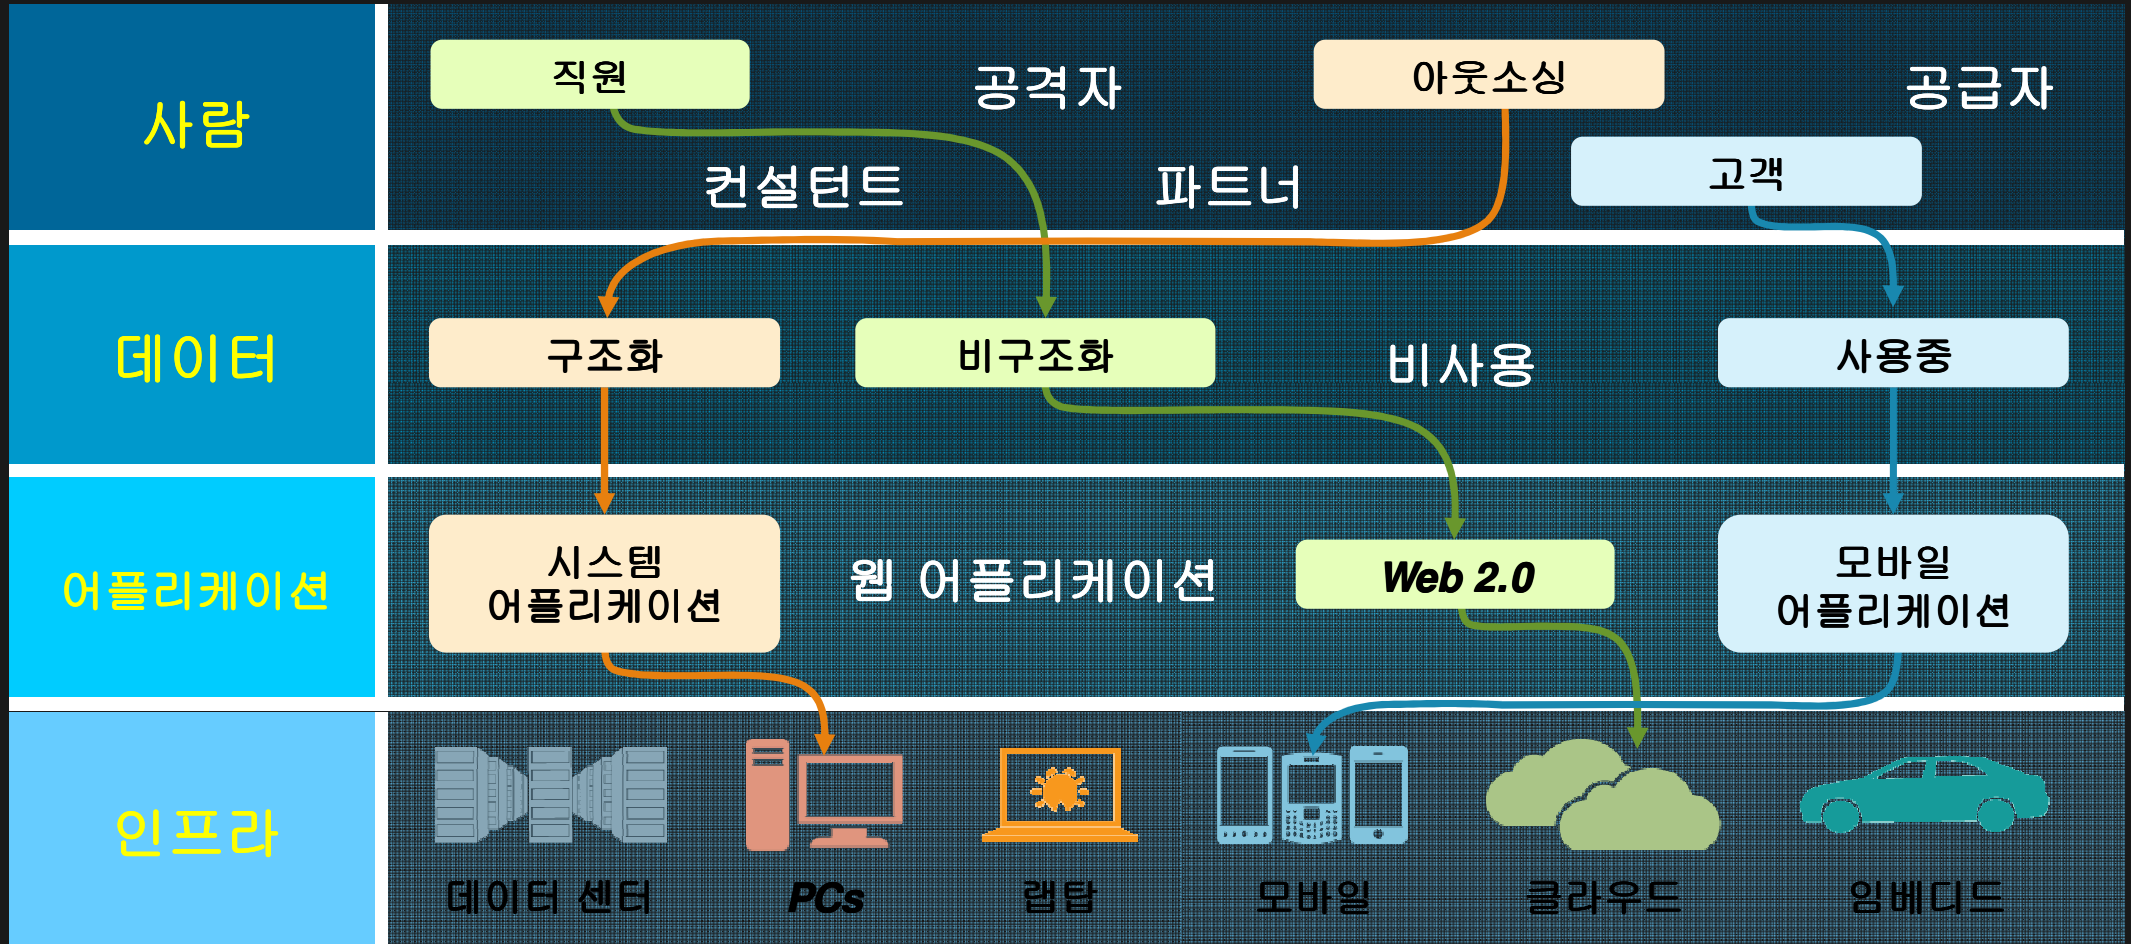 사람
직원
공격자
아웃소싱
공급자
컨설턴트
파트너
고객
데이터
구조화
비구조화
비사용
사용중
어플리케이션
시스템
어플리케이션
웹 어플리케이션
Web 2.0
모바일
어플리케이션
인프라
데이터 센터
PCs
랩탑
모바일
클라우드
임베디드